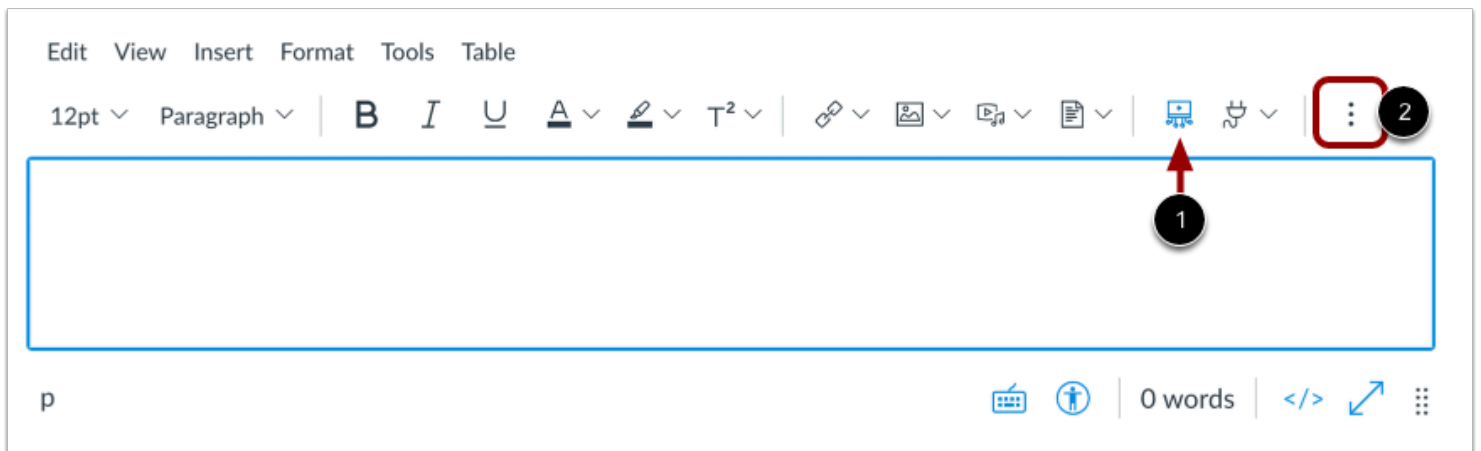 Edit View Insert Format Tools Table
12pt Paragraph B I U A T² 2
1
p 0 words </>